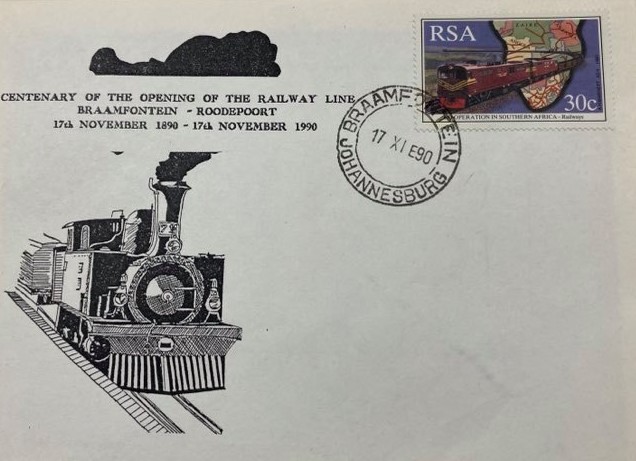 RSA
30c
OPERATION IN SOUTHERN AFRICA - Railways
CENTENARY OF THE OPENING OF THE RAILWAY LINE
BRAAMFONTEIN - ROODEPOORT
17th NOVEMBER 1890 - 17th NOVEMBER 1990
BRAAMFONTEIN
17 XI E90
JOHANNESBURG